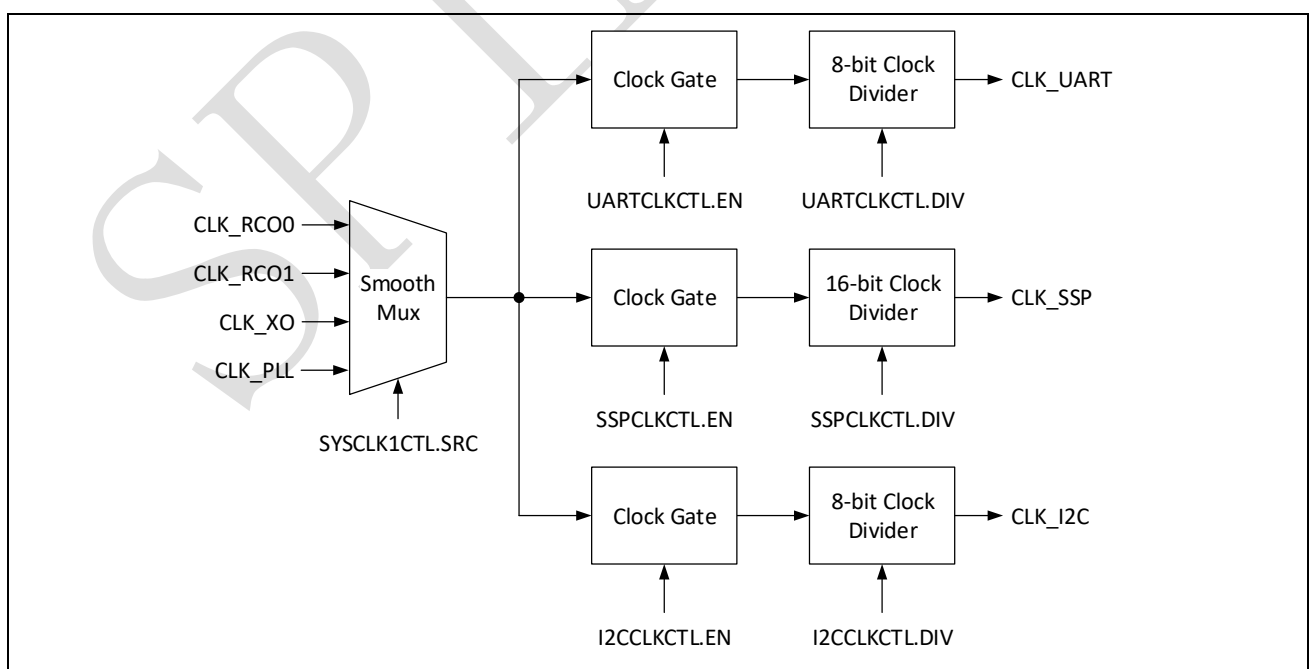 Clock Gate
8-bit Clock
Divider
CLK_UART
UARTCLKCTL.EN
UARTCLKCTL.DIV
CLK_RCO0
CLK_RCO1
CLK_XO
CLK_PLL
Smooth
Mux
SYSCLK1CTL.SRC
Clock Gate
16-bit Clock
Divider
CLK_SSP
SSPCLKCTL.EN
SSPCLKCTL.DIV
Clock Gate
8-bit Clock
Divider
CLK_I2C
I2CCLKCTL.EN
I2CCLKCTL.DIV